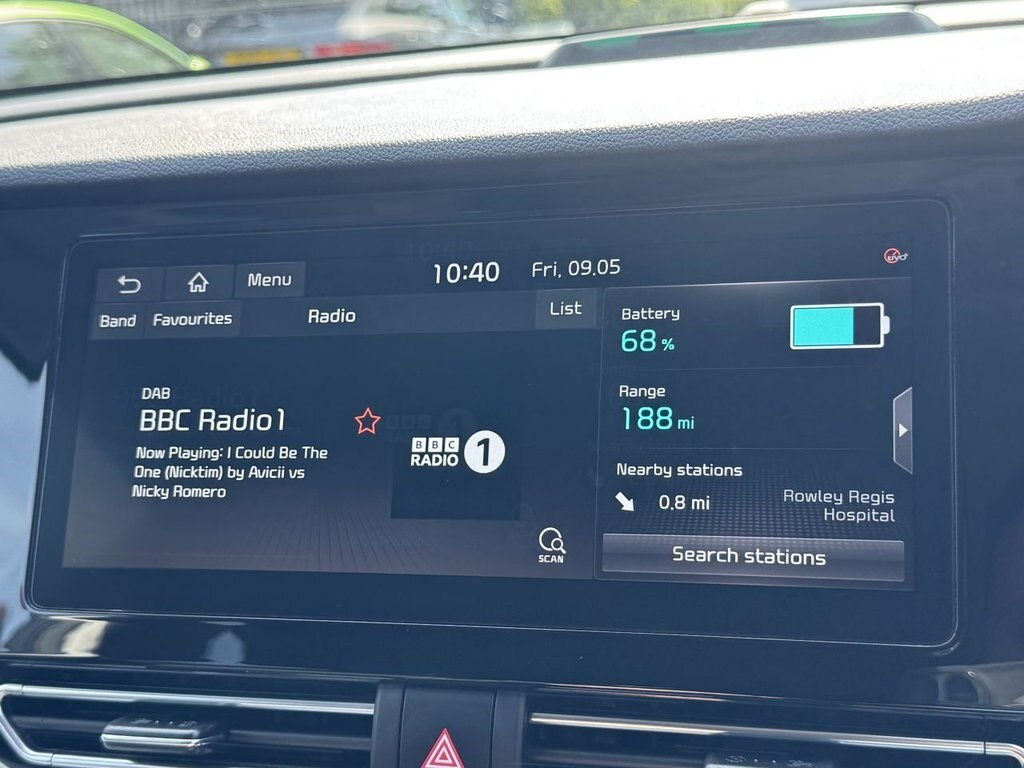 Menu
10:40
Fri, 09.05
UVO
Band
Favourites
Radio
List
DAB
BBC Radio 1
Now Playing: I Could Be The
One (Nicktim) by Avicii vs
Nicky Romero
BBC
RADIO 1
SCAN
Battery
68 %
Range
188 mi
Nearby stations
0.8 mi
Rowley Regis
Hospital
Search stations